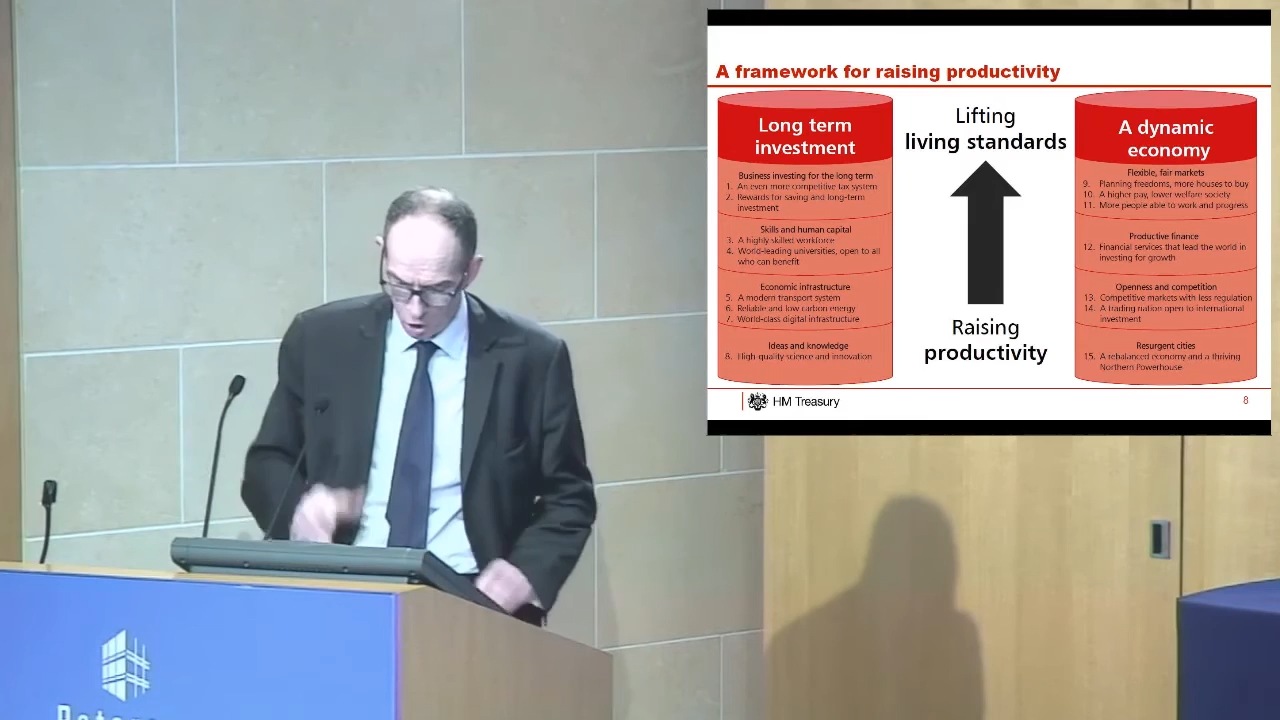 A framework for raising productivity
Long term
investment
Business investing for the long term
1. An even more competitive tax system
2. Rewards for saving and long-term
investment
Skills and human capital
3. A highly skilled workforce
4. World-leading universities, open to all
who can benefit
Economic infrastructure
5. A modern transport system
6. Reliable and low carbon energy
7. World-class digital infrastructure
Ideas and knowledge
8. High-quality science and innovation
Lifting
living standards
Raising
productivity
A dynamic
economy
Flexible, fair markets
9. Planning freedoms, more houses to buy
10. A higher pay, lower welfare society
11. More people able to work and progress
Productive finance
12. Financial services that lead the world in
investing for growth
Openness and competition
13. Competitive markets with less regulation
14. A trading nation open to international
investment
Resurgent cities
15. A rebalanced economy and a thriving
Northern Powerhouse
HM Treasury
8